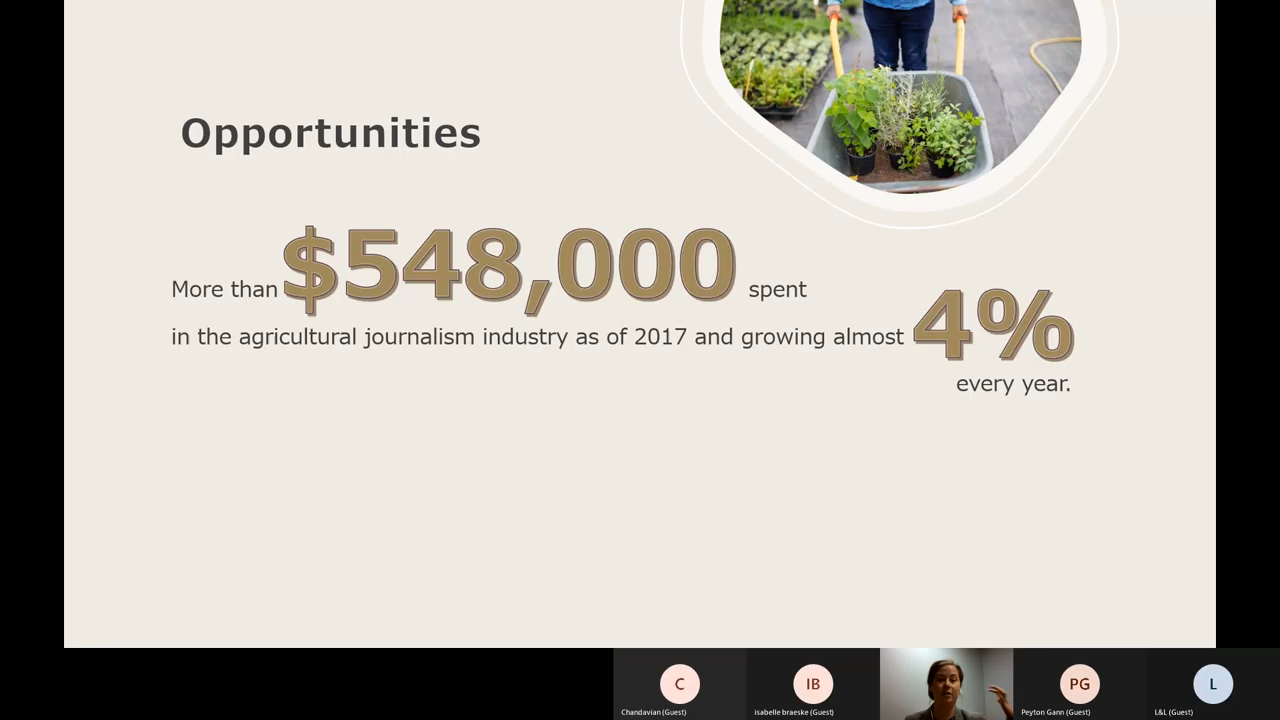 Opportunities
More than $548,000 spent
in the agricultural journalism industry as of 2017 and growing almost 4%
every year.
C
IB
PG
L
Chandavian (Guest)
isabelle braeske (Guest)
Peyton Gann (Guest)
L&L (Guest)